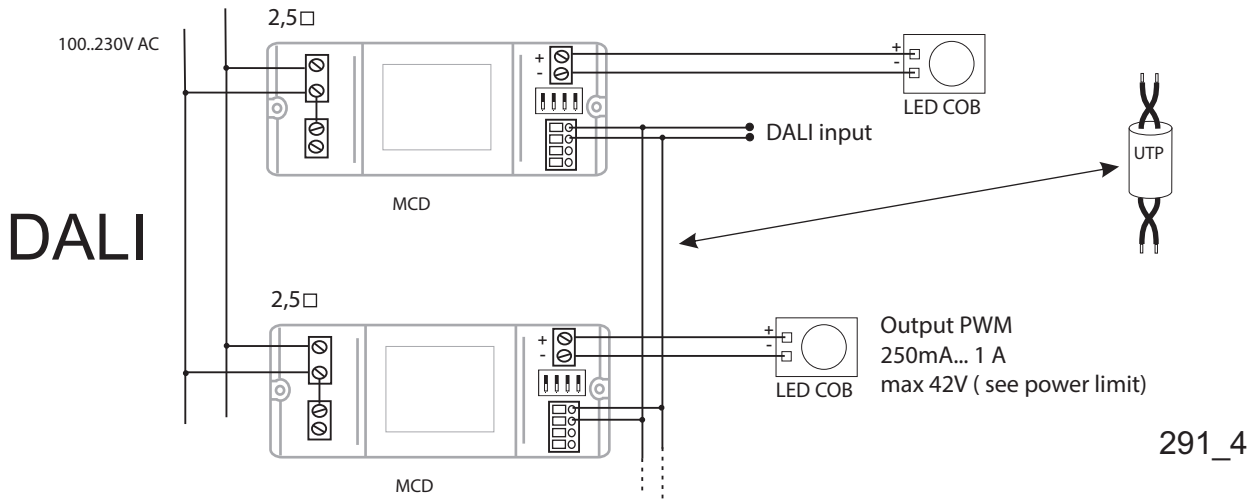 2,5□
100..230V AC
+
-
+
-
LED COB
DALI input
UTP
MCD
DALI
2,5□
+
-
+
-
LED COB
Output PWM
250mA... 1 A
max 42V ( see power limit)
MCD
291_4